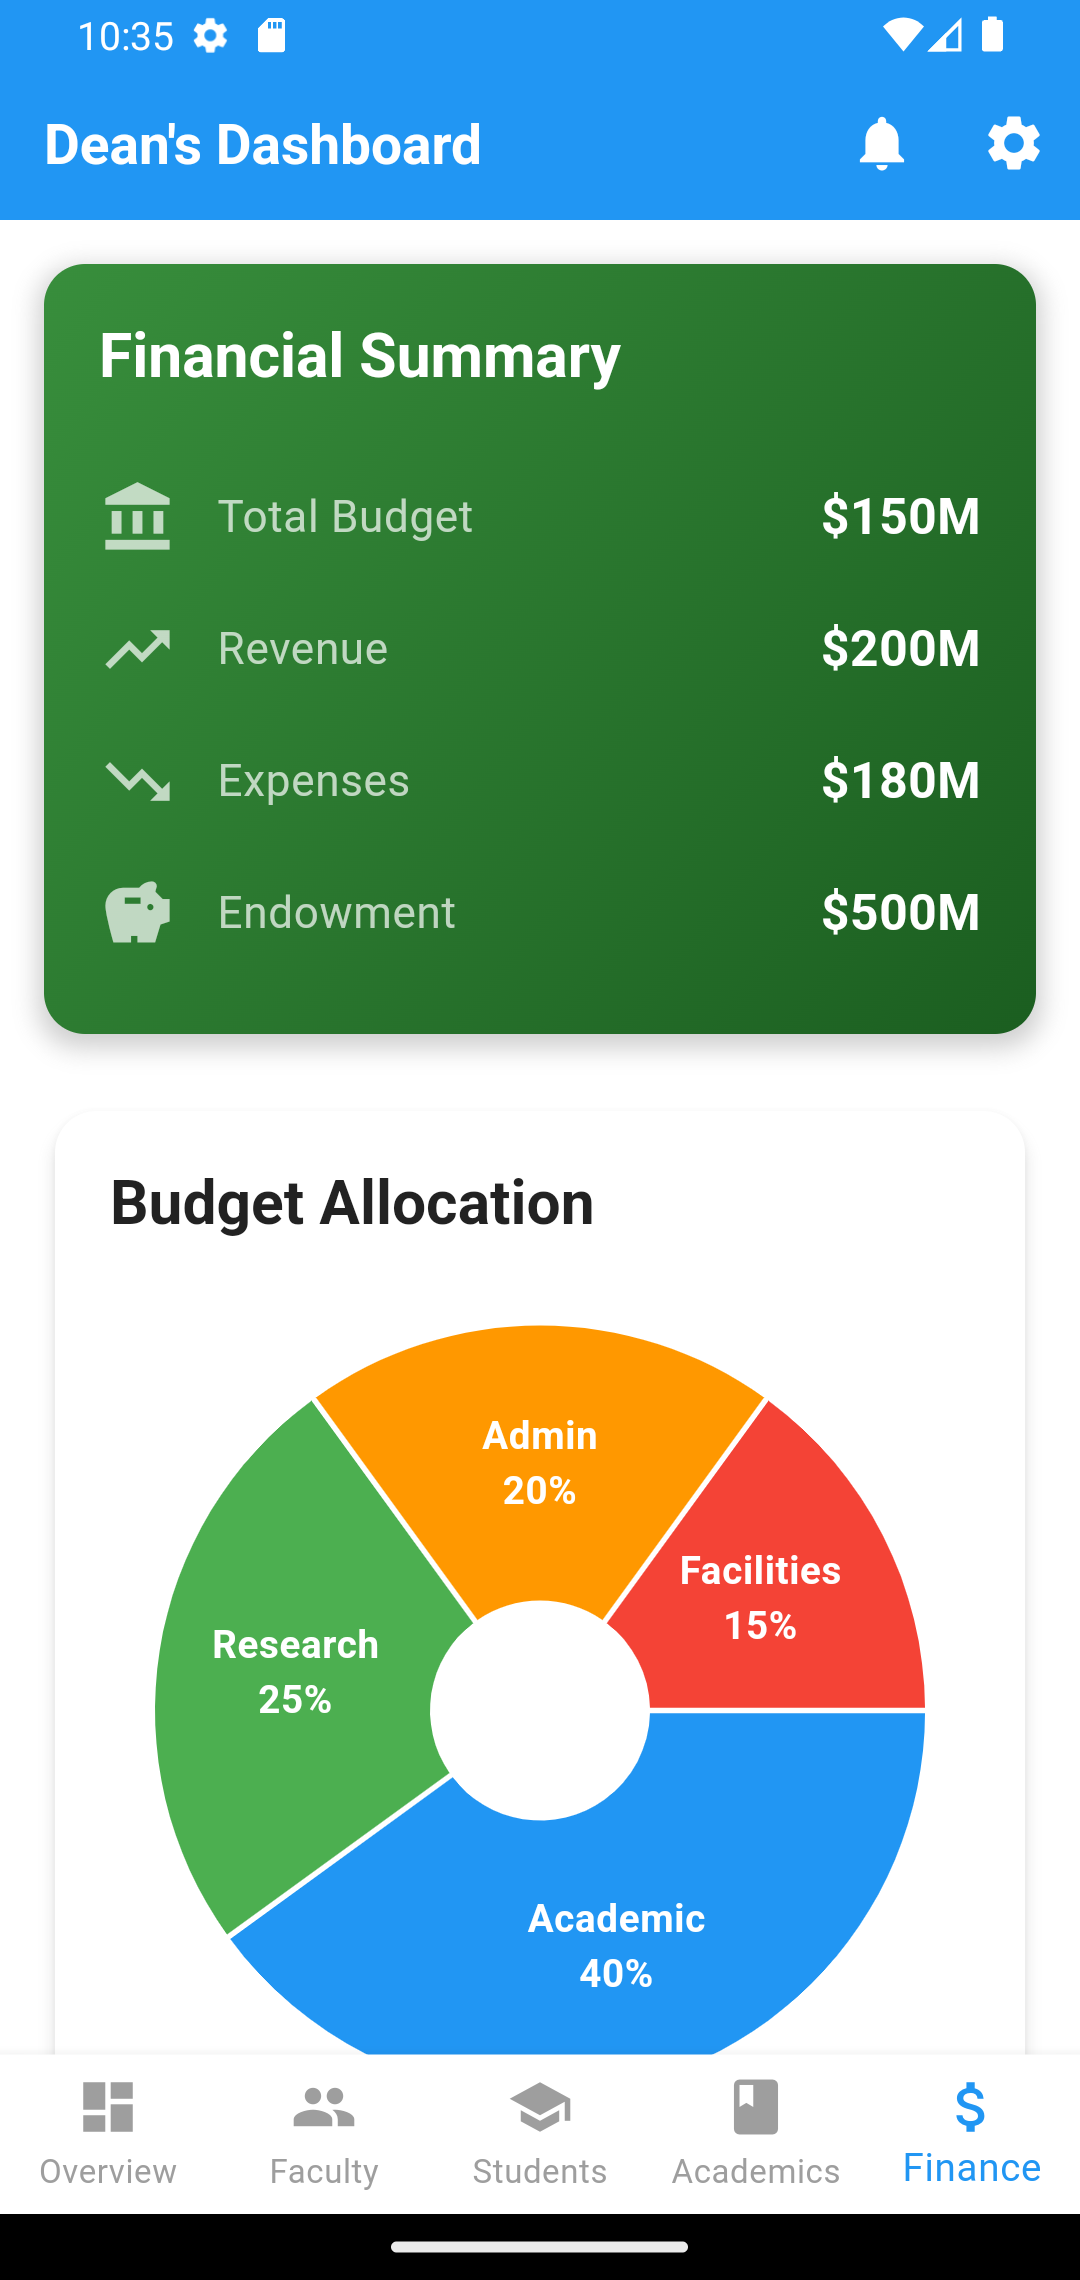 10:35
Dean's Dashboard
Financial Summary
Total Budget $150M
Revenue $200M
Expenses $180M
Endowment $500M
Budget Allocation
Admin
20%
Facilities
15%
Research
25%
Academic
40%
Overview Faculty Students Academics Finance